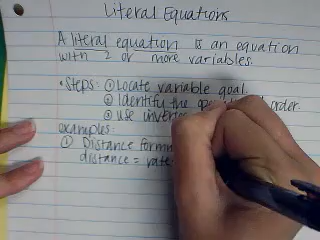 Literal Equations
A literal equation is an equation
with 2 or more variables.
• Steps: ① Locate variable goal.
② Identify the order.
③ Use
examples:
① Distance
distance = rate